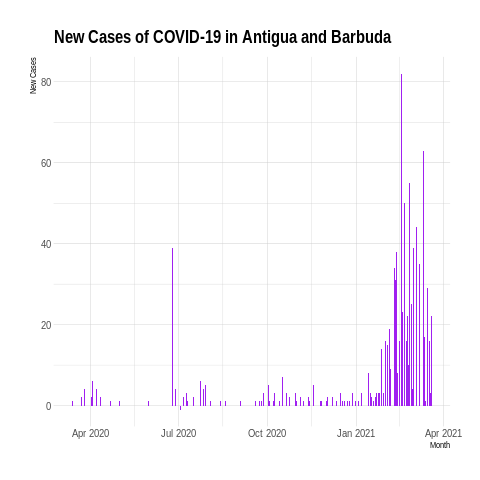 New Cases of COVID-19 in Antigua and Barbuda
New Cases
80
60
40
20
0
Apr 2020 Jul 2020 Oct 2020 Jan 2021 Apr 2021
Month